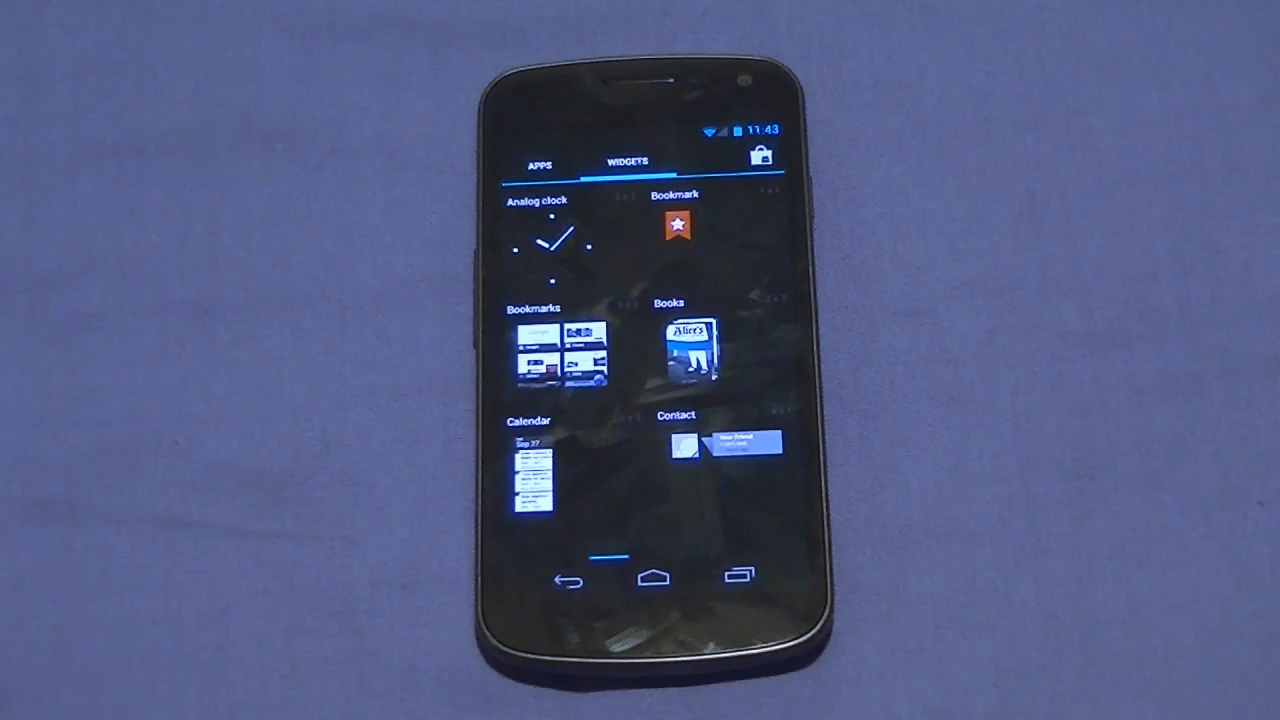 11:43
APPS WIDGETS
Analog clock
Bookmark
Bookmarks
Books
Alice's
Calendar
Contact
Sep 27
Your friend